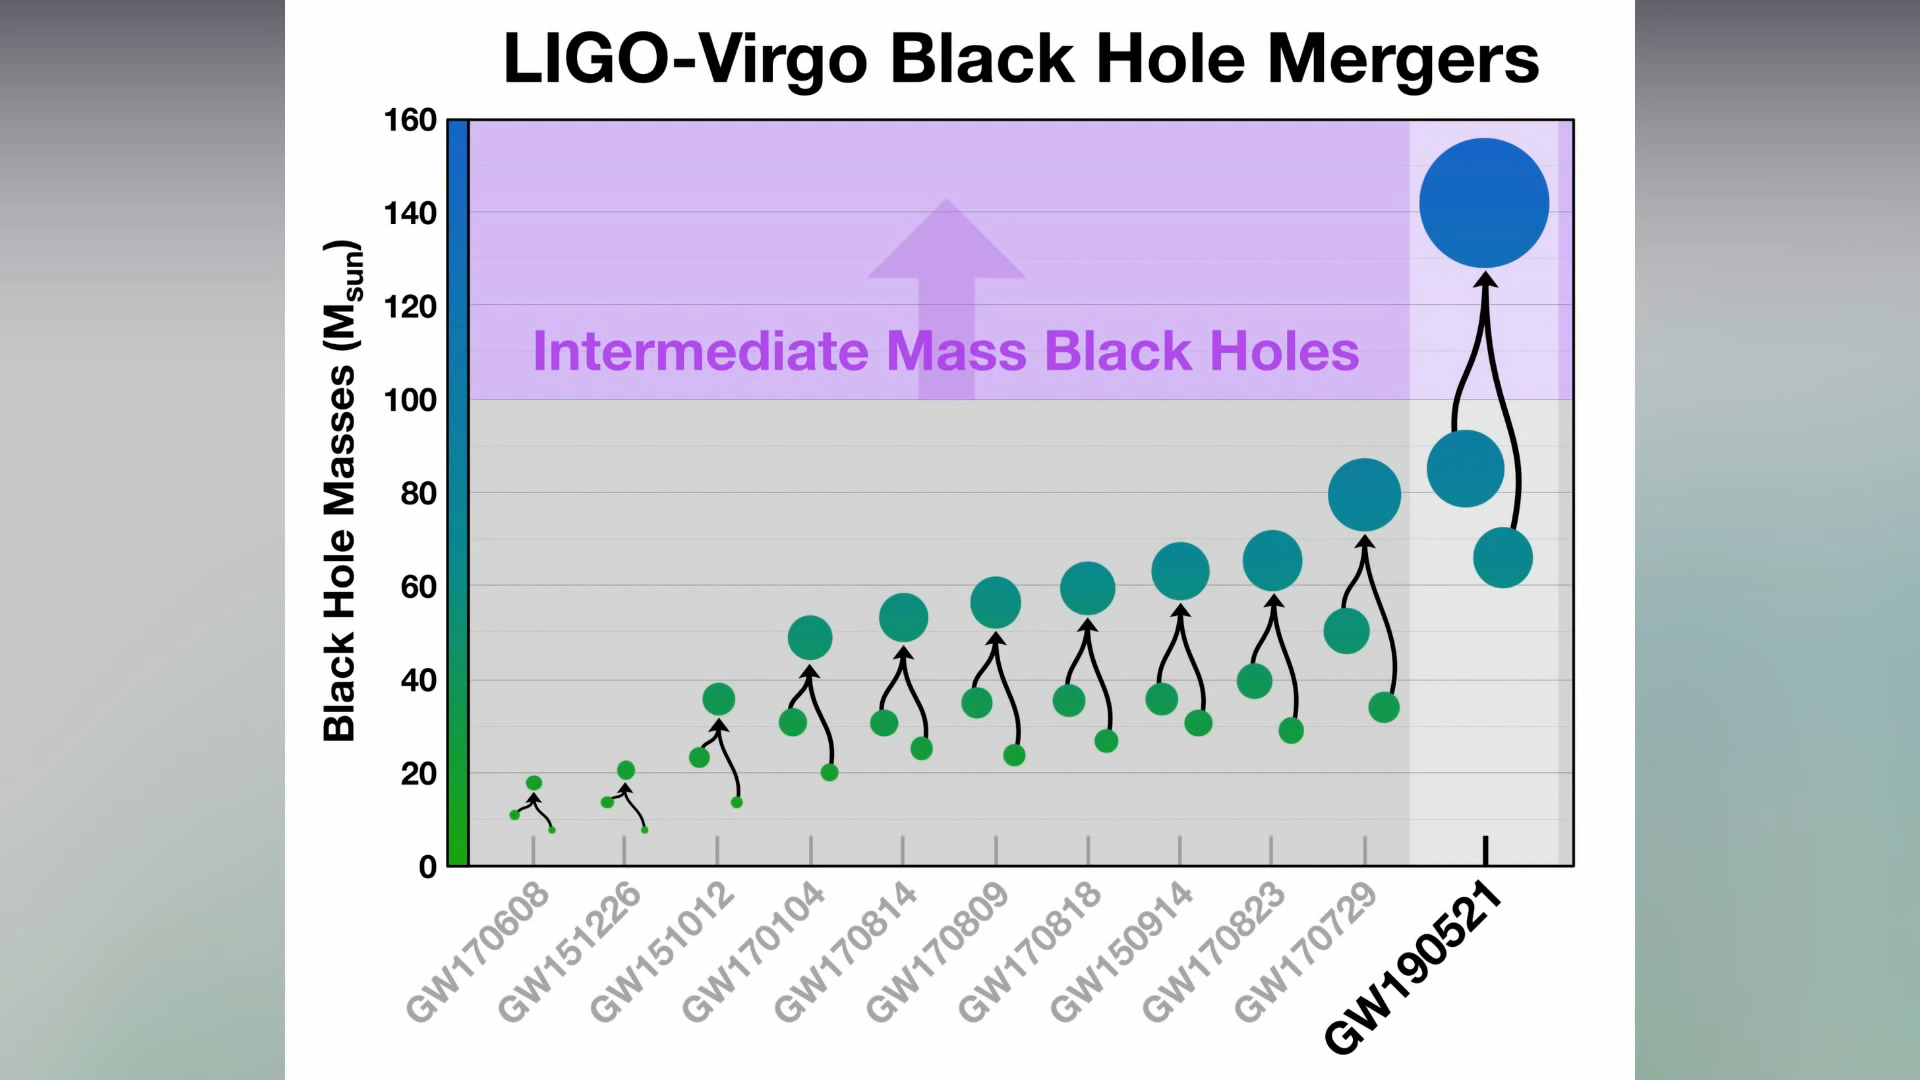 LIGO-Virgo Black Hole Mergers
160
140
120
100
80
60
40
20
0
Black Hole Masses (Msun)
Intermediate Mass Black Holes
GW170608
GW151226
GW151012
GW170104
GW170814
GW170809
GW170818
GW150914
GW170823
GW170729
GW190521